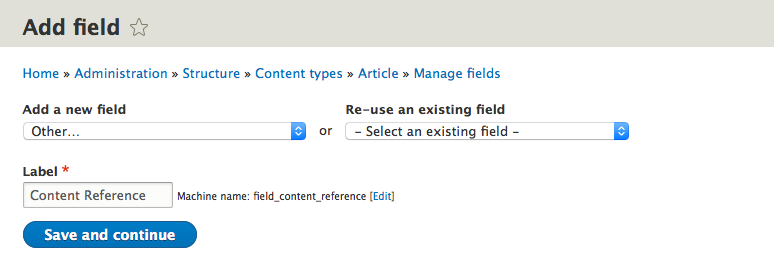 Add field
Home » Administration » Structure » Content types » Article » Manage fields
Add a new field
Re-use an existing field
Other...
or
- Select an existing field -
Label *
Content Reference
Machine name: field_content_reference [Edit]
Save and continue